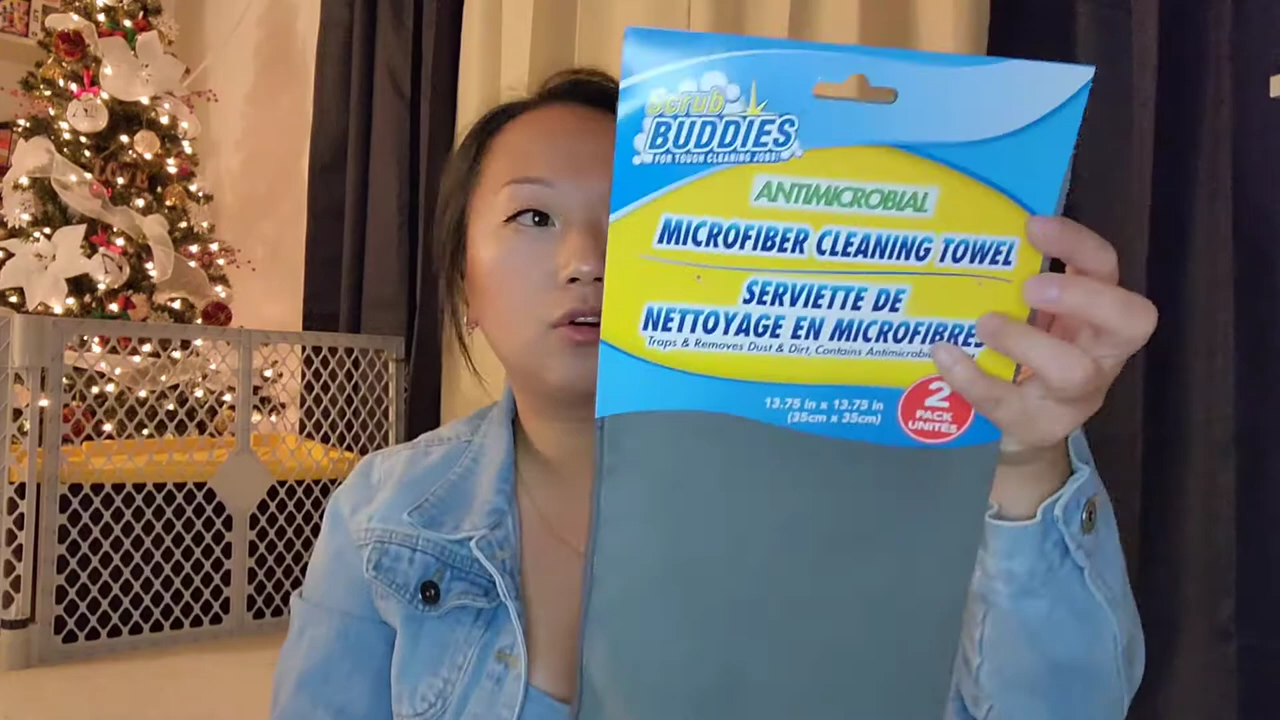 Scrub
BUDDIES
FOR TOUGH CLEANING JOBS!
ANTIMICROBIAL
MICROFIBER CLEANING TOWEL
SERVIETTE DE
NETTOYAGE EN MICROFIBRES
Traps & Removes Dust & Dirt, Contains
13.75 in x 13.75 in
(35cm x 35cm)
2
PACK
UNITÉS